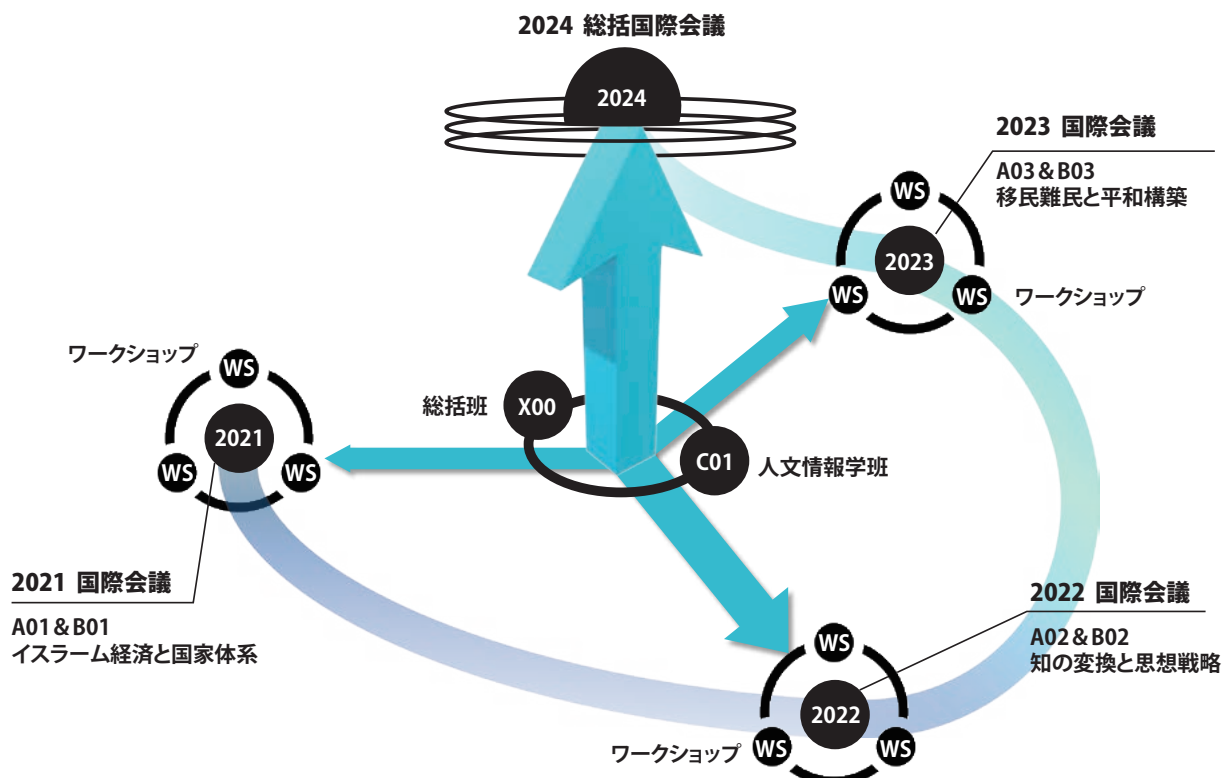 2024 総括国際会議
2024
2023 国際会議
A03&B03
移民難民と平和構築
WS
2023
WS
WS
ワークショップ
ワークショップ
WS
2021
WS
WS
総括班
X00
C01
人文情報学班
2021 国際会議
A01&B01
イスラーム経済と国家体系
2022 国際会議
A02&B02
知の変換と思想戦略
WS
2022
ワークショップ
WS
WS